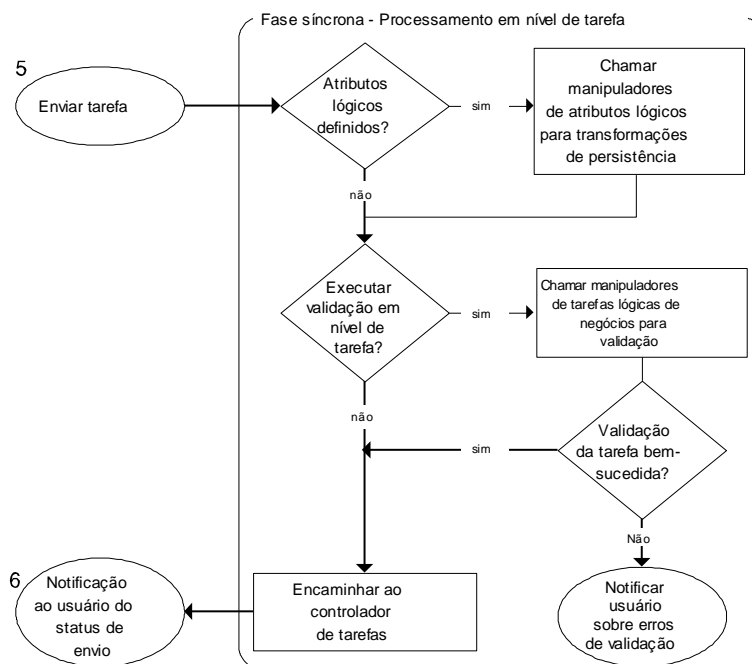 Fase síncrona - Processamento em nível de tarefa
5
Enviar tarefa
Atributos
lógicos
definidos?
sim
Chamar
manipuladores
de atributos lógicos
para transformações
de persistência
não
Executar
validação em
nível de
tarefa?
sim
Chamar manipuladores
de tarefas lógicas de
negócios para
validação
não
sim
Validação
da tarefa bem-
sucedida?
Não
6
Notificação
ao usuário do
status de
envio
Encaminhar ao
controlador
de tarefas
Notificar
usuário
sobre erros
de validação